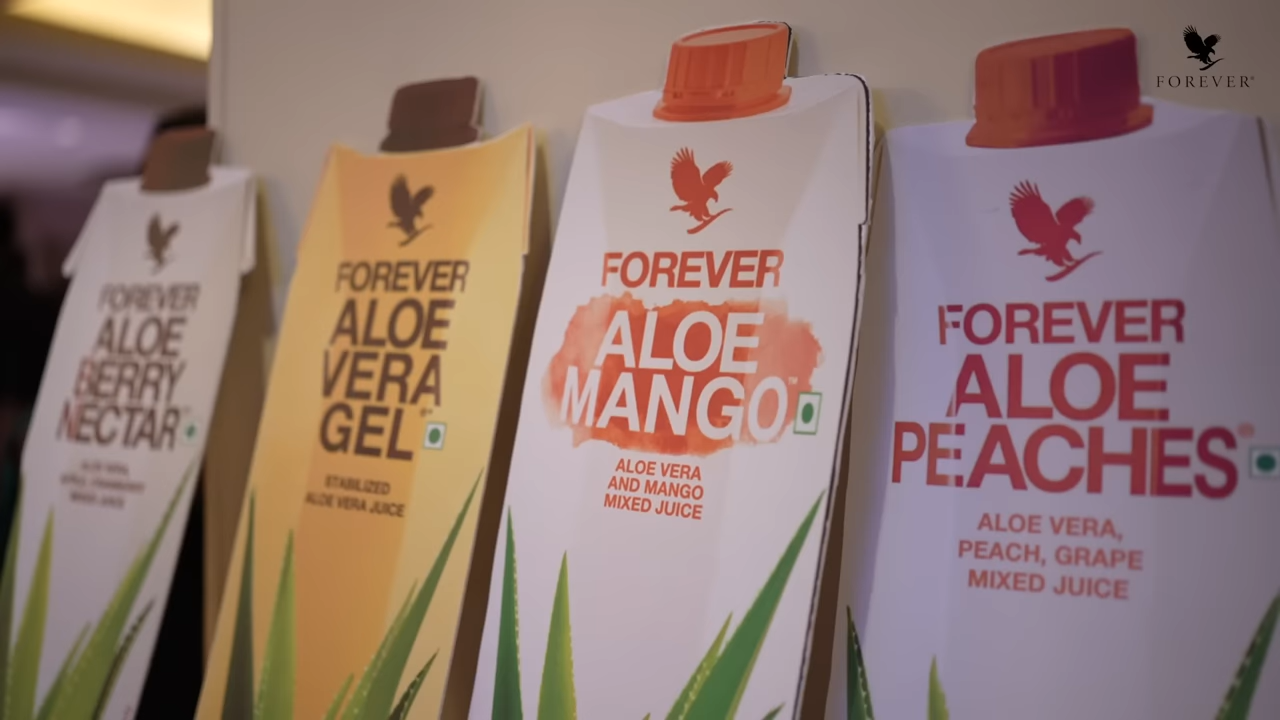 FOREVER
ALOE
BERRY
NECTAR
FOREVER
ALOE
VERA
GEL
STABILIZED
ALOE VERA JUICE
FOREVER
ALOE
MANGO™
ALOE VERA
AND MANGO
MIXED JUICE
FOREVER
ALOE
PEACHES®
ALOE VERA,
PEACH, GRAPE
MIXED JUICE
FOREVER®